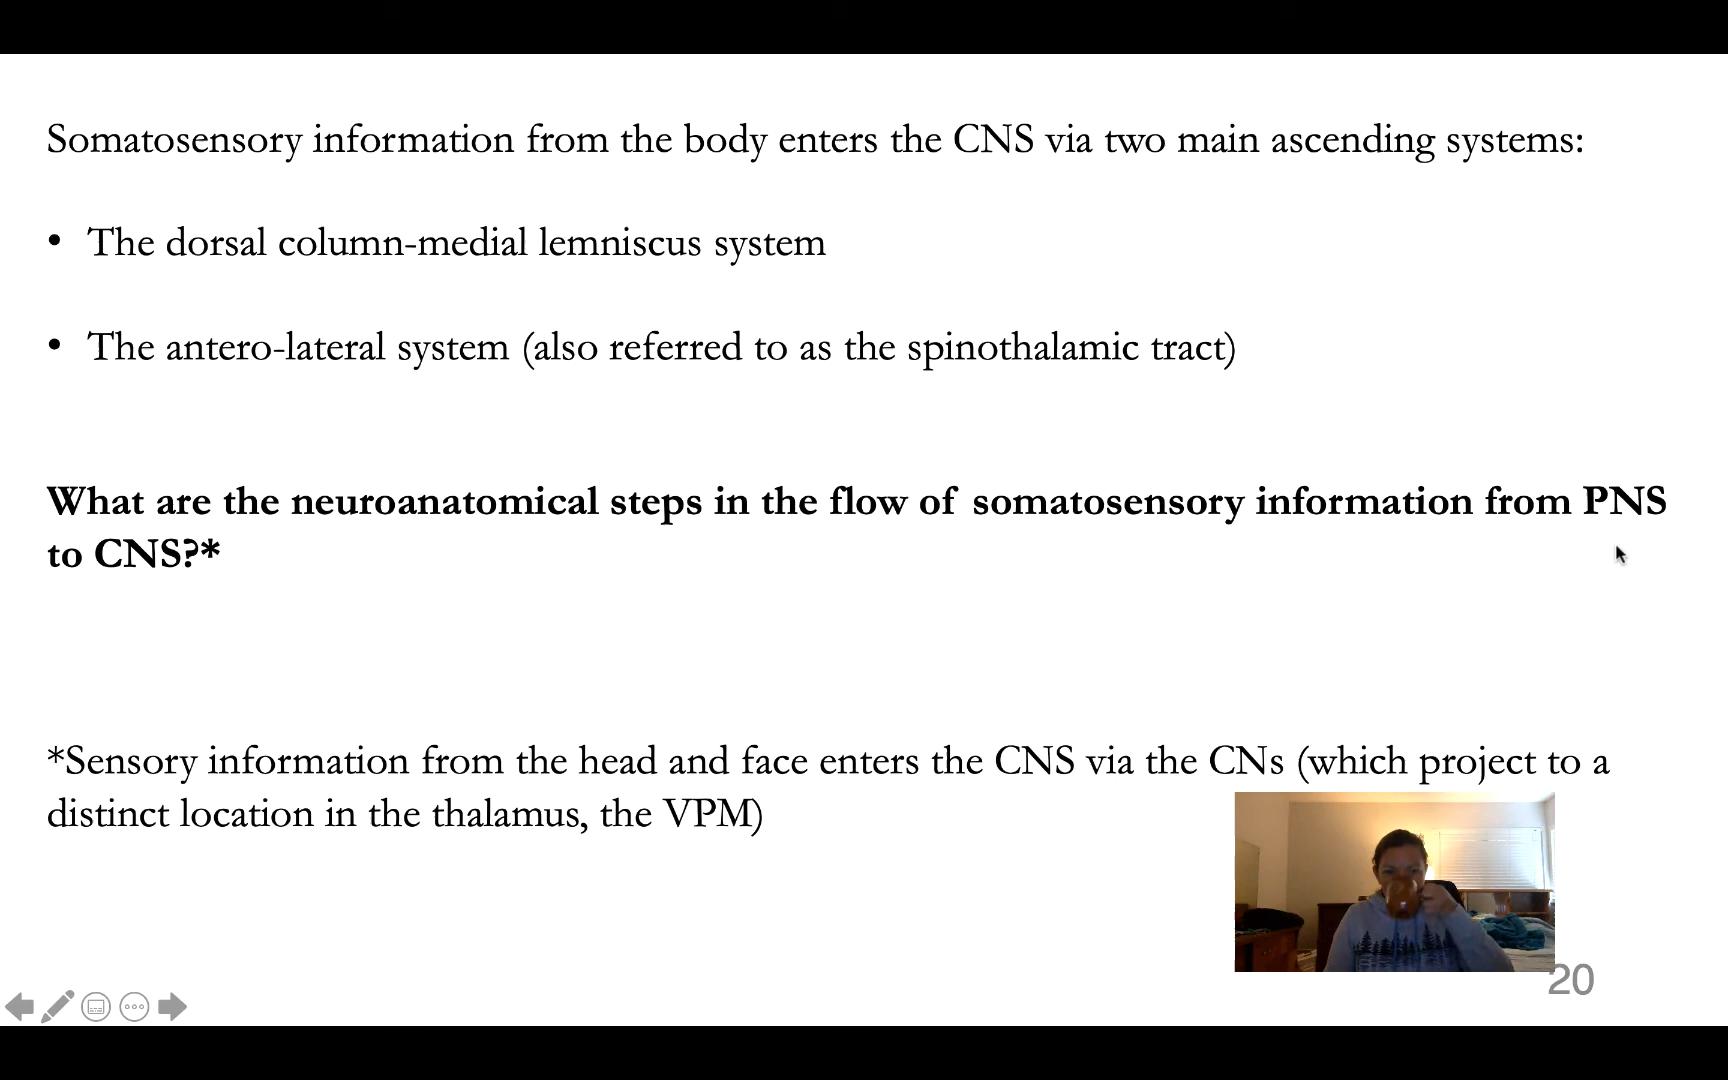 Somatosensory information from the body enters the CNS via two main ascending systems:
• The dorsal column-medial lemniscus system
• The antero-lateral system (also referred to as the spinothalamic tract)
What are the neuroanatomical steps in the flow of somatosensory information from PNS
to CNS?*
*Sensory information from the head and face enters the CNS via the CNs (which project to a
distinct location in the thalamus, the VPM)
20